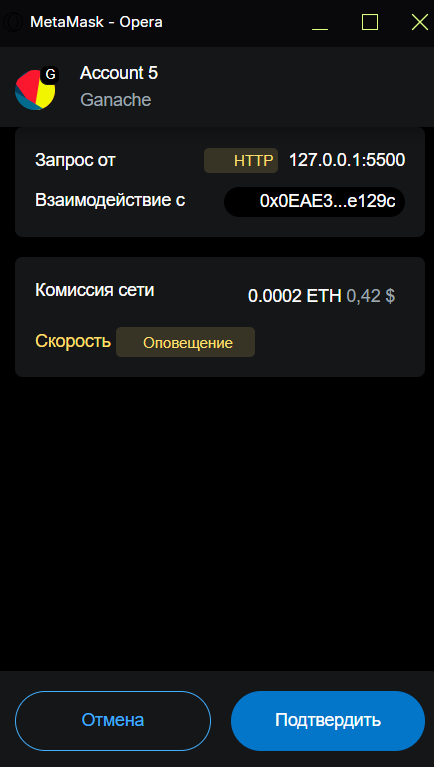 MetaMask - Opera
G
Account 5
Ganache
Запрос от HTTP 127.0.0.1:5500
Взаимодействие с 0x0EAE3...e129c
Комиссия сети 0.0002 ETH 0,42 $
Скорость Оповещение
Отмена Подтвердить